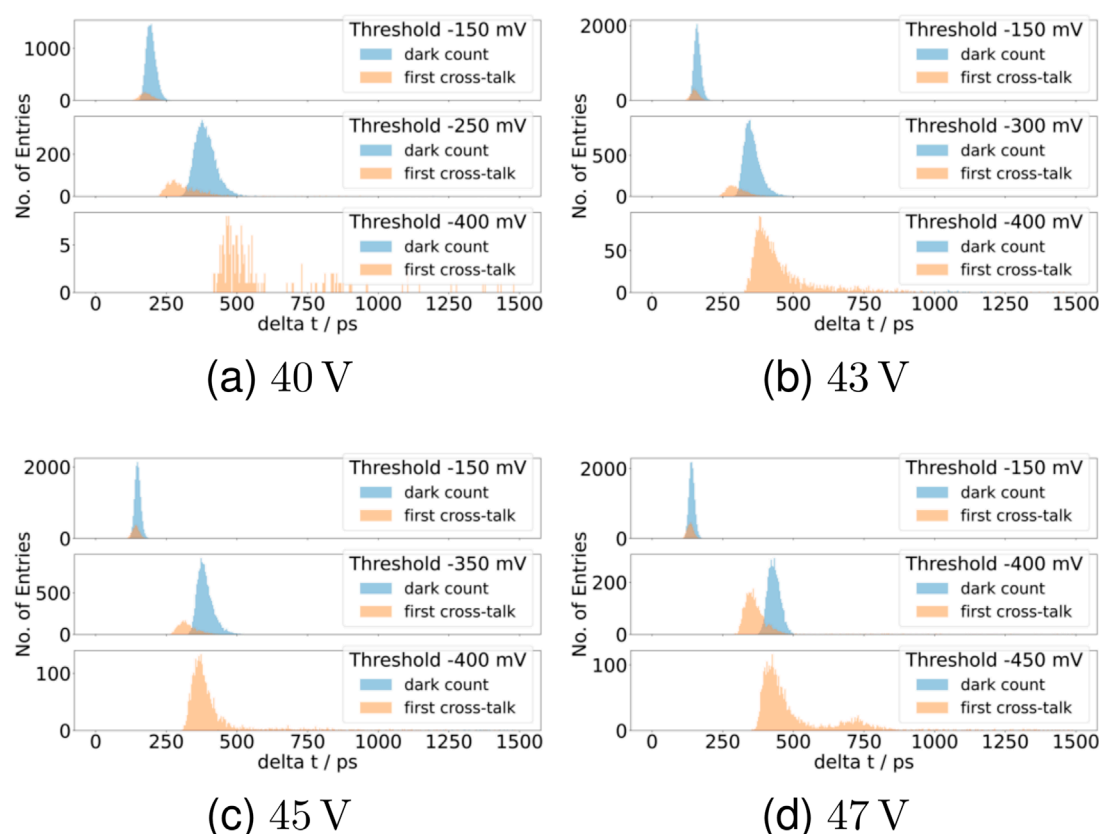 Threshold -150 mV
dark count
first cross-talk
1000
0
Threshold -250 mV
dark count
first cross-talk
200
0
Threshold -400 mV
dark count
first cross-talk
5
0
No. of Entries
0 250 500 750 1000 1250 1500
delta t / ps
(a) 40 V
Threshold -150 mV
dark count
first cross-talk
2000
0
Threshold -300 mV
dark count
first cross-talk
500
0
Threshold -400 mV
dark count
first cross-talk
50
0
No. of Entries
0 250 500 750 1000 1250 1500
delta t / ps
(b) 43 V
Threshold -150 mV
dark count
first cross-talk
2000
0
Threshold -350 mV
dark count
first cross-talk
500
0
Threshold -400 mV
dark count
first cross-talk
100
0
No. of Entries
0 250 500 750 1000 1250 1500
delta t / ps
(c) 45 V
Threshold -150 mV
dark count
first cross-talk
2000
0
Threshold -400 mV
dark count
first cross-talk
200
0
Threshold -450 mV
dark count
first cross-talk
100
0
No. of Entries
0 250 500 750 1000 1250 1500
delta t / ps
(d) 47 V